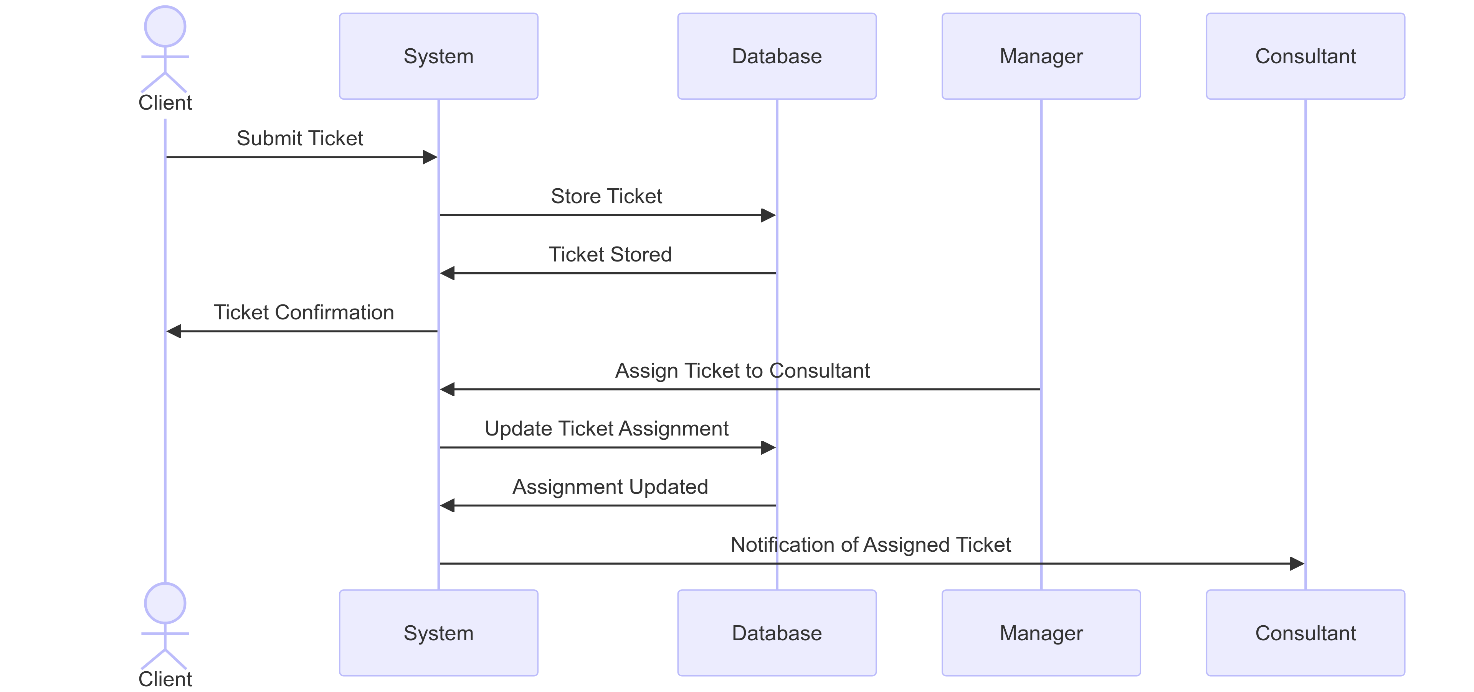 System
Database
Manager
Consultant
Client
Submit Ticket
Store Ticket
Ticket Stored
Ticket Confirmation
Assign Ticket to Consultant
Update Ticket Assignment
Assignment Updated
Notification of Assigned Ticket
System
Database
Manager
Consultant
Client